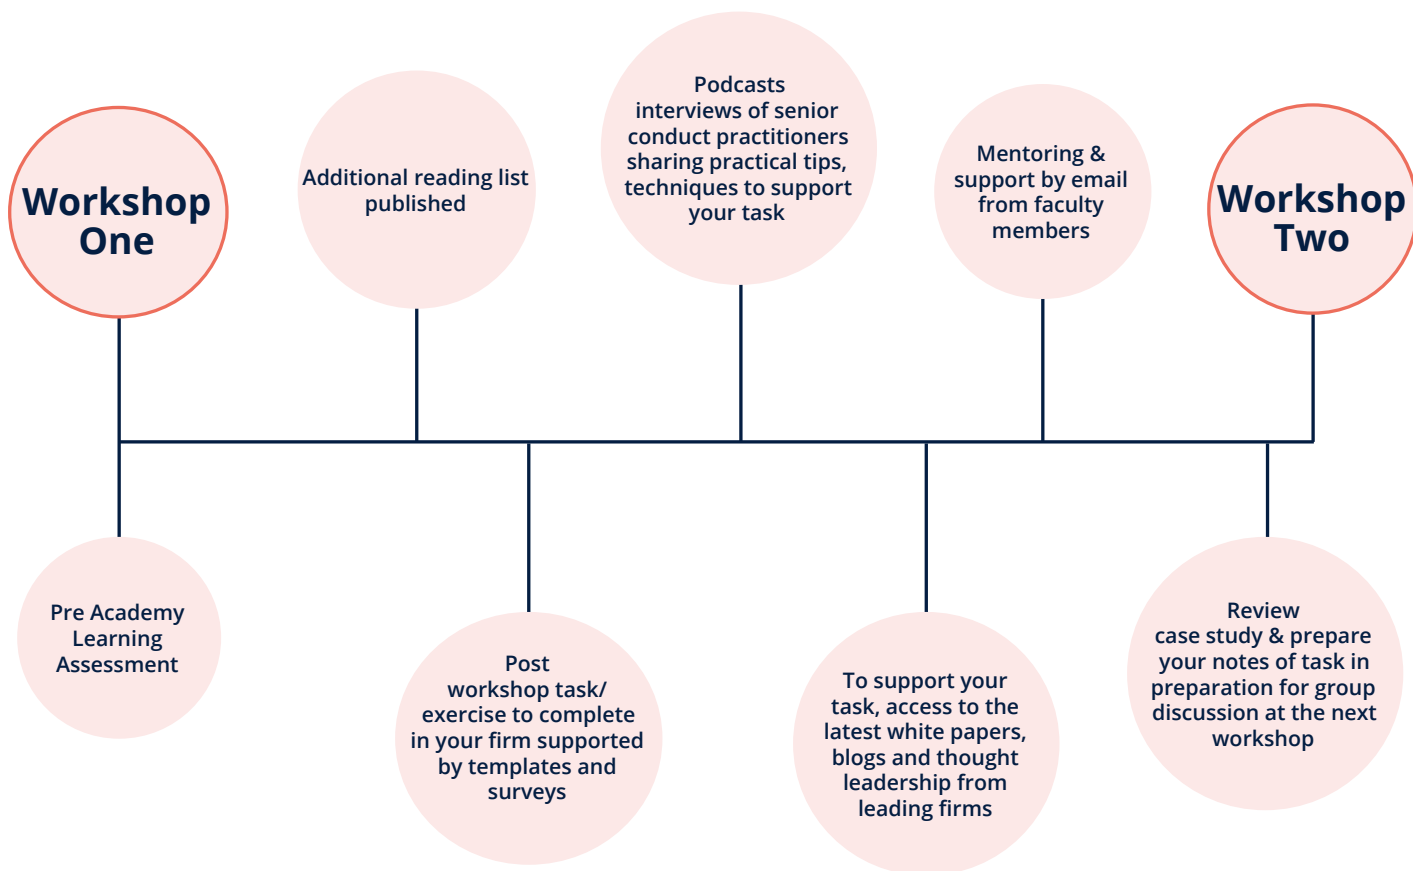 Workshop
One
Additional reading list
published
Podcasts
interviews of senior
conduct practitioners
sharing practical tips,
techniques to support
your task
Mentoring &
support by email
from faculty
members
Workshop
Two
Pre Academy
Learning
Assessment
Post
workshop task/
exercise to complete
in your firm supported
by templates and
surveys
To support your
task, access to the
latest white papers,
blogs and thought
leadership from
leading firms
Review
case study & prepare
your notes of task in
preparation for group
discussion at the next
workshop